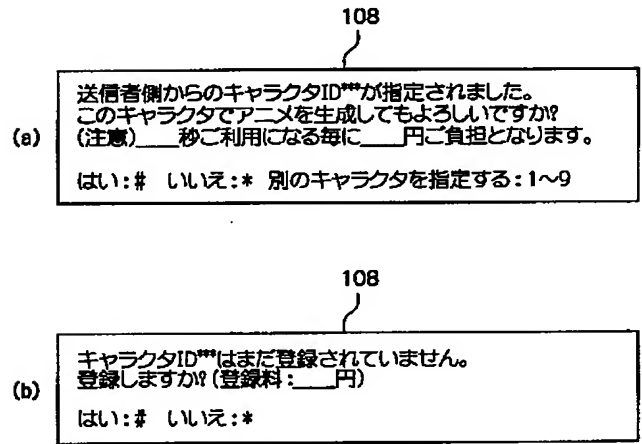 108
(a)
送信者側からのキャラクタID***が指定されました。
このキャラクタでアニメを生成してもよろしいですか?
(注意)___秒ご利用になる毎に___円ご負担となります。
はい:#　いいえ:*　別のキャラクタを指定する:1〜9
108
(b)
キャラクタID***はまだ登録されていません。
登録しますか?(登録料:___円)
はい:#　いいえ:*